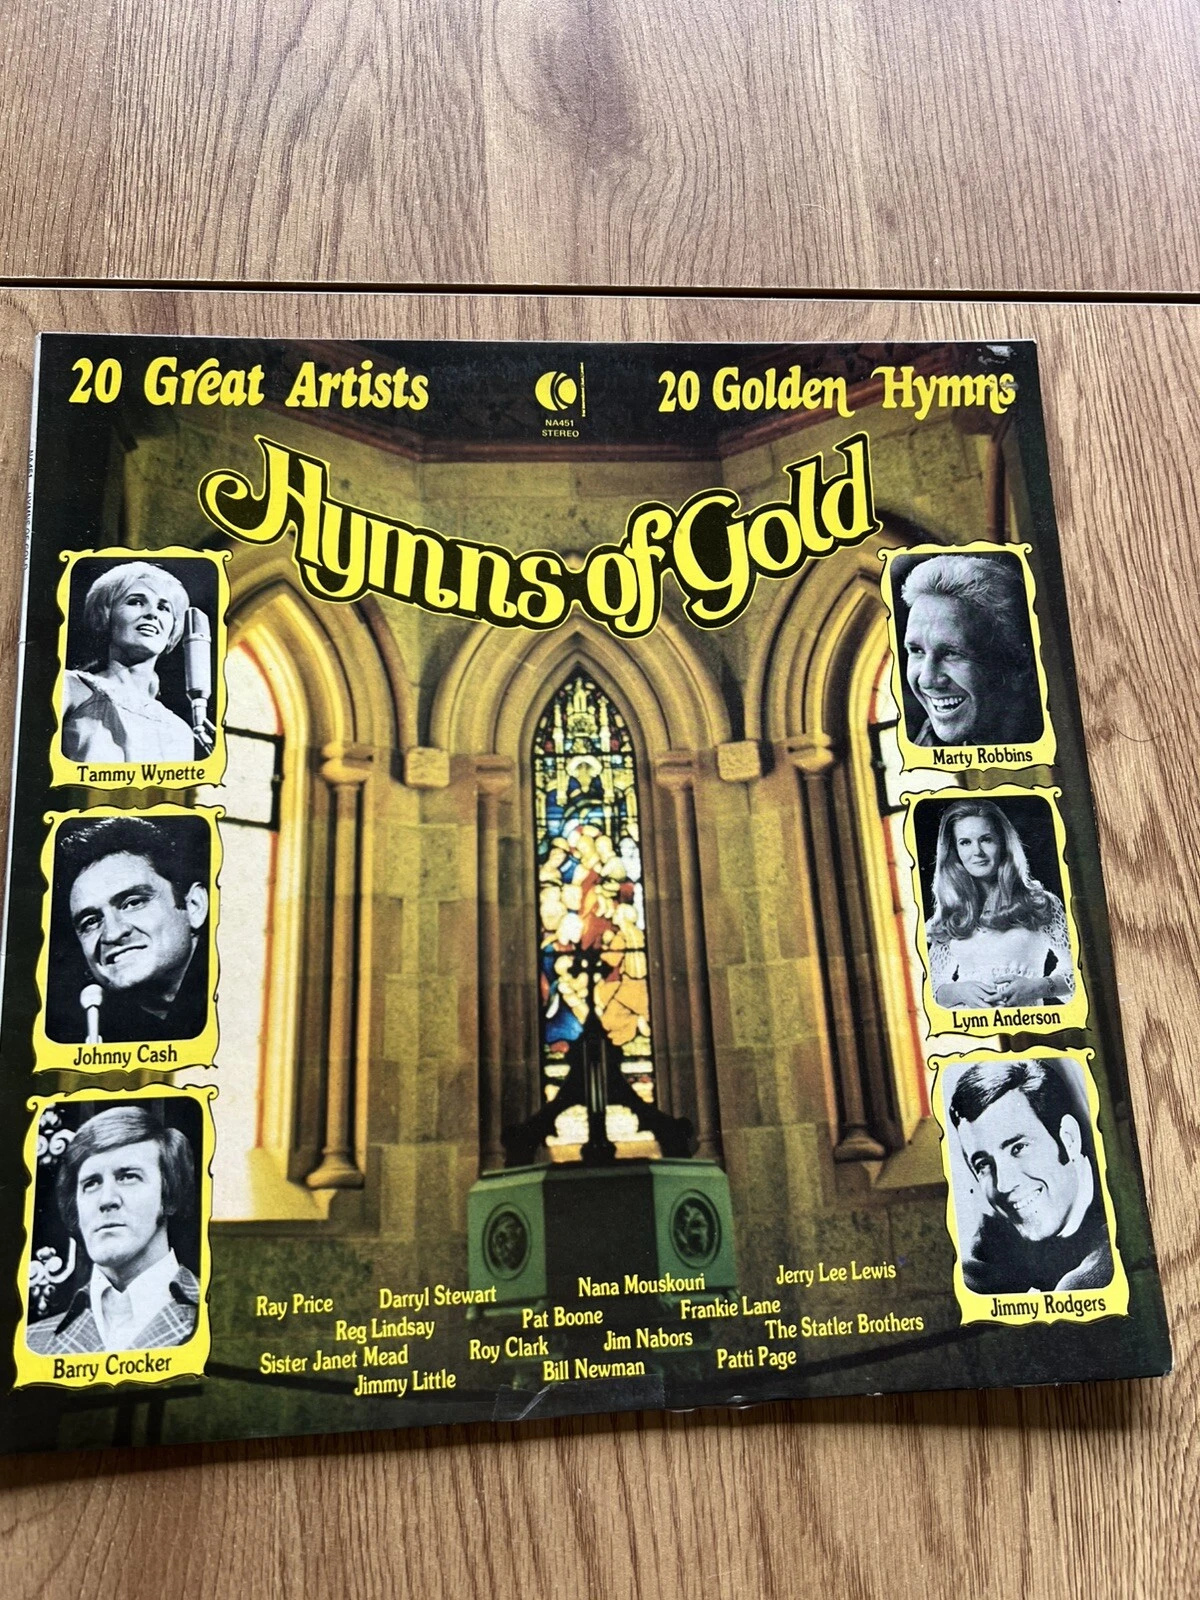 20 Great Artists
20 Golden Hymns
NA451
STEREO
Hymns of Gold
Tammy Wynette
Marty Robbins
Johnny Cash
Lynn Anderson
Barry Crocker
Jimmy Rodgers
Ray Price
Darryl Stewart
Nana Mouskouri
Jerry Lee Lewis
Reg Lindsay
Pat Boone
Frankie Lane
Sister Janet Mead
Roy Clark
Jim Nabors
The Statler Brothers
Jimmy Little
Bill Newman
Patti Page